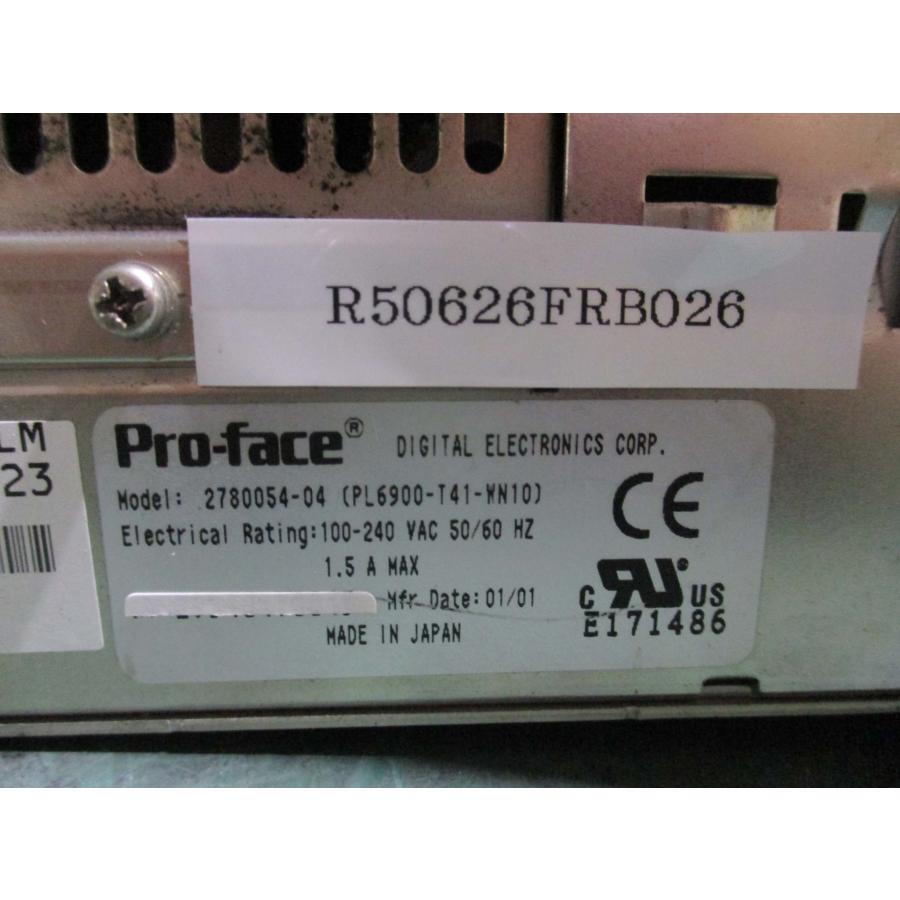 R50626FRB026
LM
23
Pro-face® DIGITAL ELECTRONICS CORP.
Model: 2780054-04 (PL6900-T41-WN10)
Electrical Rating:100-240 VAC 50/60 HZ
1.5 A MAX
Mfr Date:01/01
MADE IN JAPAN
CE
C RU® US
E171486